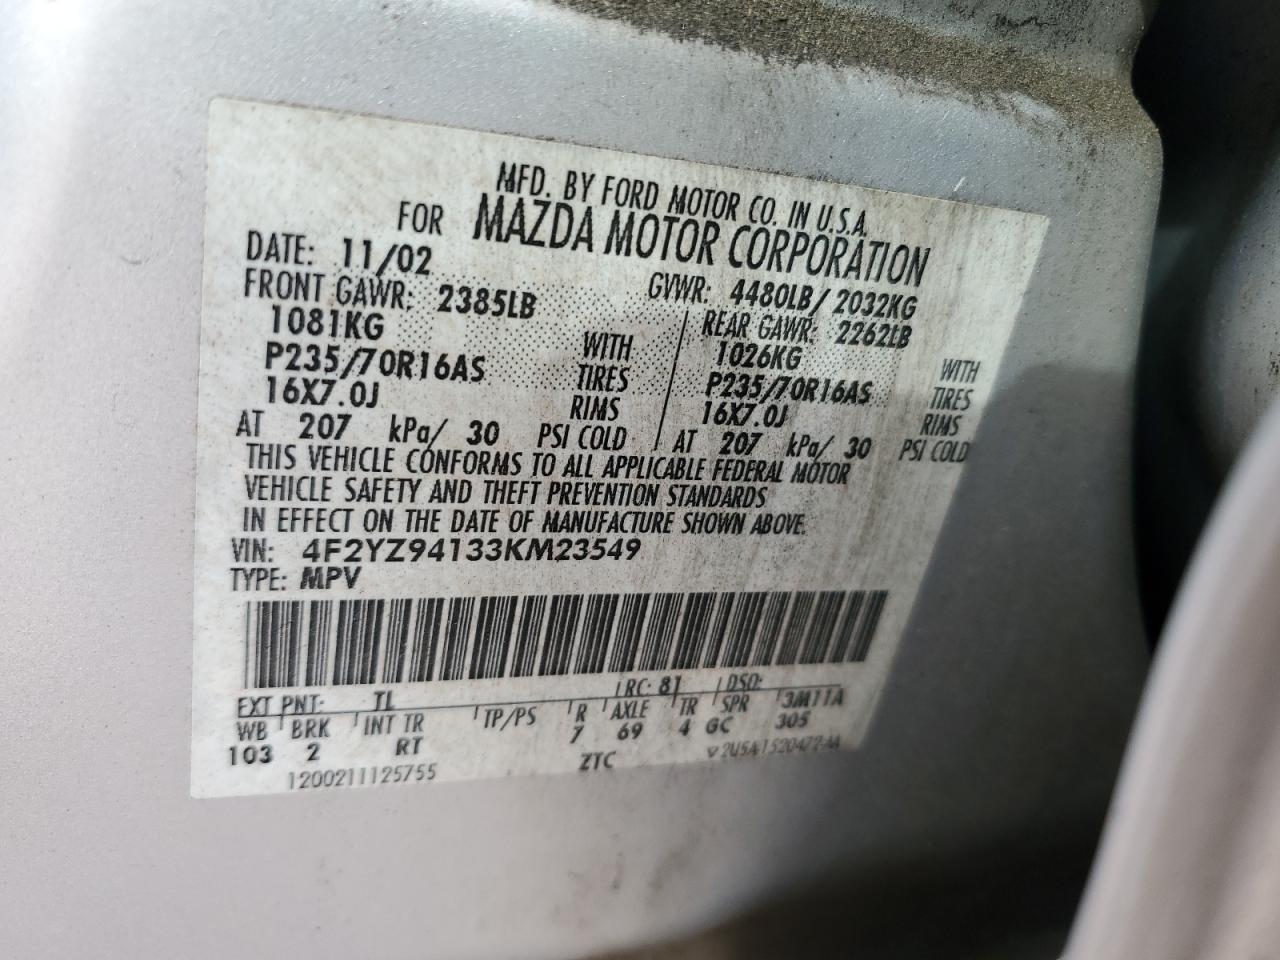 MFD. BY FORD MOTOR CO. IN U.S.A.
FOR MAZDA MOTOR CORPORATION
DATE: 11/02 GVWR: 4480LB/ 2032KG
FRONT GAWR: 2385LB REAR GAWR: 2262LB
1081KG WITH 1026KG WITH
P235/70R16AS TIRES P235/70R16AS TIRES
16X7.0J RIMS 16X7.0J RIMS
AT 207 kPa/ 30 PSI COLD AT 207 kPa/ 30 PSI COLD
THIS VEHICLE CONFORMS TO ALL APPLICABLE FEDERAL MOTOR
VEHICLE SAFETY AND THEFT PREVENTION STANDARDS
IN EFFECT ON THE DATE OF MANUFACTURE SHOWN ABOVE.
VIN: 4F2YZ94133KM23549
TYPE: MPV
EXT PNT: TL RC: 81 DSO:
WB BRK INT TR TP/PS R AXLE TR SPR 3M11A
103 2 RT 7 69 4 GC 305
1200211125755 ZTC V2U5A-1520472-AA